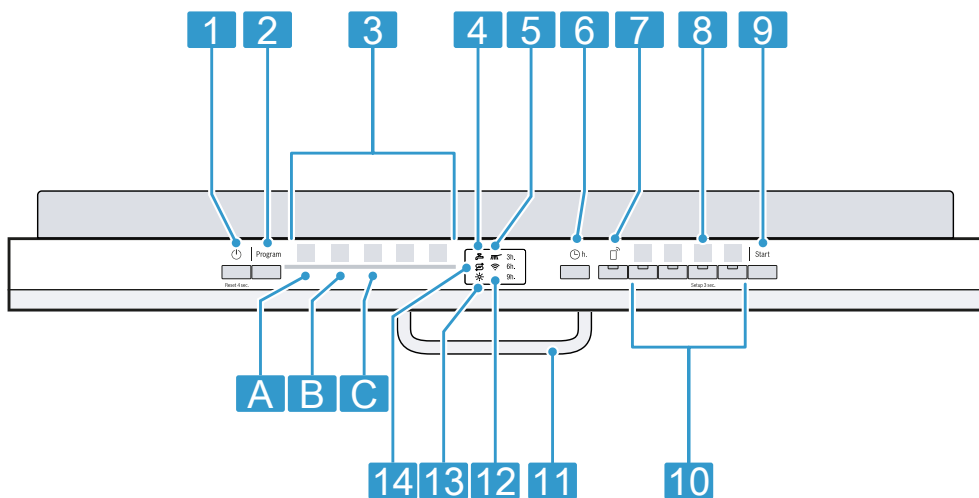 1 2 3 4 5 6 7 8 9
Program 3h. h. Start
6h.
9h.
Reset 4 sec. Setup 3 sec.
A B C
14 13 12 11 10